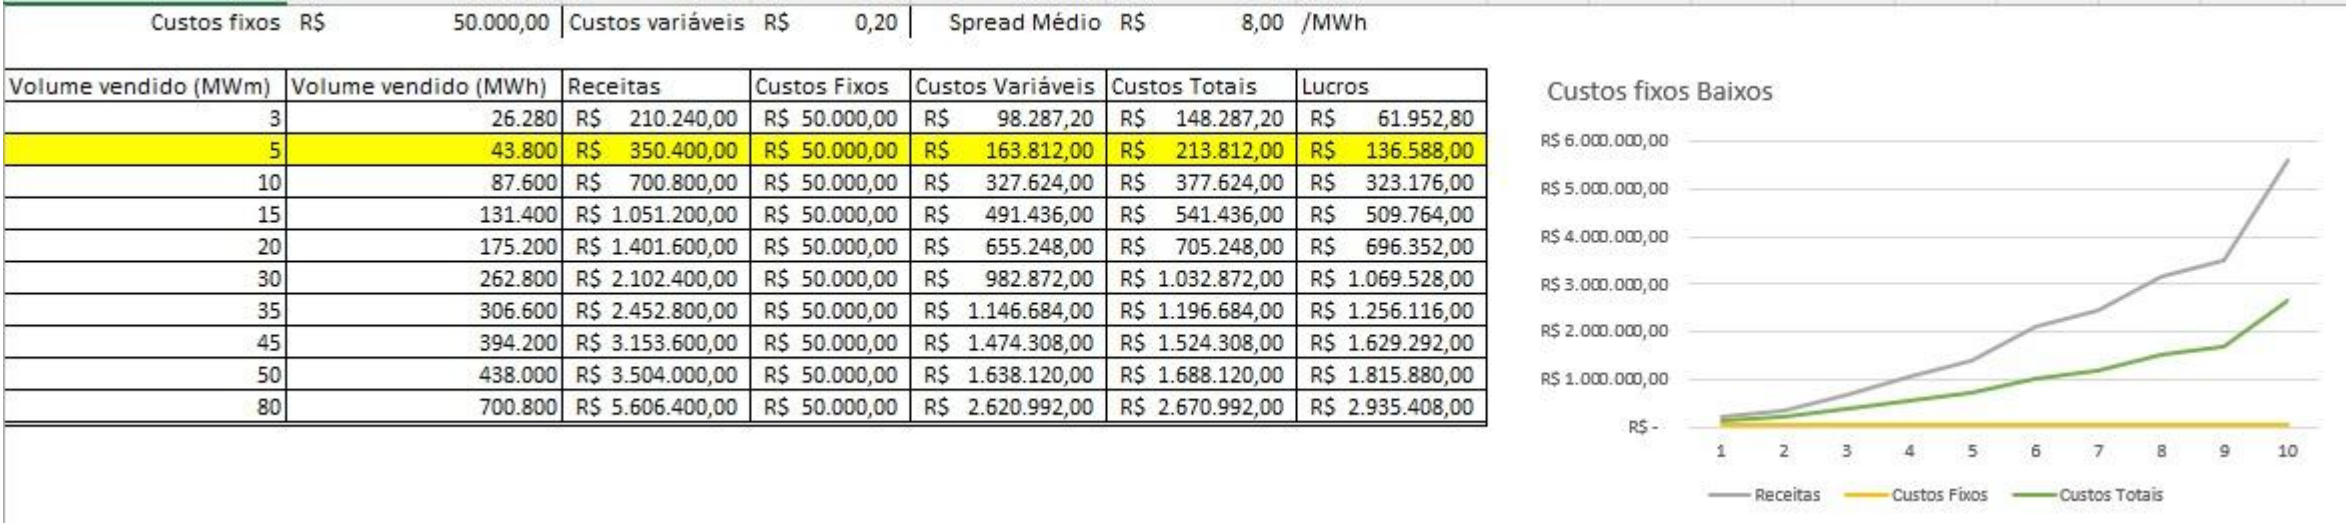 Custos fixos R$ 50.000,00 Custos variáveis R$ 0,20 Spread Médio R$ 8,00 /MWh
Volume vendido (MWm) Volume vendido (MWh) Receitas Custos Fixos Custos Variáveis Custos Totais Lucros
3 26.280 R$ 210.240,00 R$ 50.000,00 R$ 98.287,20 R$ 148.287,20 R$ 61.952,80
5 43.800 R$ 350.400,00 R$ 50.000,00 R$ 163.812,00 R$ 213.812,00 R$ 136.588,00
10 87.600 R$ 700.800,00 R$ 50.000,00 R$ 327.624,00 R$ 377.624,00 R$ 323.176,00
15 131.400 R$ 1.051.200,00 R$ 50.000,00 R$ 491.436,00 R$ 541.436,00 R$ 509.764,00
20 175.200 R$ 1.401.600,00 R$ 50.000,00 R$ 655.248,00 R$ 705.248,00 R$ 696.352,00
30 262.800 R$ 2.102.400,00 R$ 50.000,00 R$ 982.872,00 R$ 1.032.872,00 R$ 1.069.528,00
35 306.600 R$ 2.452.800,00 R$ 50.000,00 R$ 1.146.684,00 R$ 1.196.684,00 R$ 1.256.116,00
45 394.200 R$ 3.153.600,00 R$ 50.000,00 R$ 1.474.308,00 R$ 1.524.308,00 R$ 1.629.292,00
50 438.000 R$ 3.504.000,00 R$ 50.000,00 R$ 1.638.120,00 R$ 1.688.120,00 R$ 1.815.880,00
80 700.800 R$ 5.606.400,00 R$ 50.000,00 R$ 2.620.992,00 R$ 2.670.992,00 R$ 2.935.408,00
Custos fixos Baixos
R$ 6.000.000,00
R$ 5.000.000,00
R$ 4.000.000,00
R$ 3.000.000,00
R$ 2.000.000,00
R$ 1.000.000,00
R$ -
1 2 3 4 5 6 7 8 9 10
Receitas Custos Fixos Custos Totais